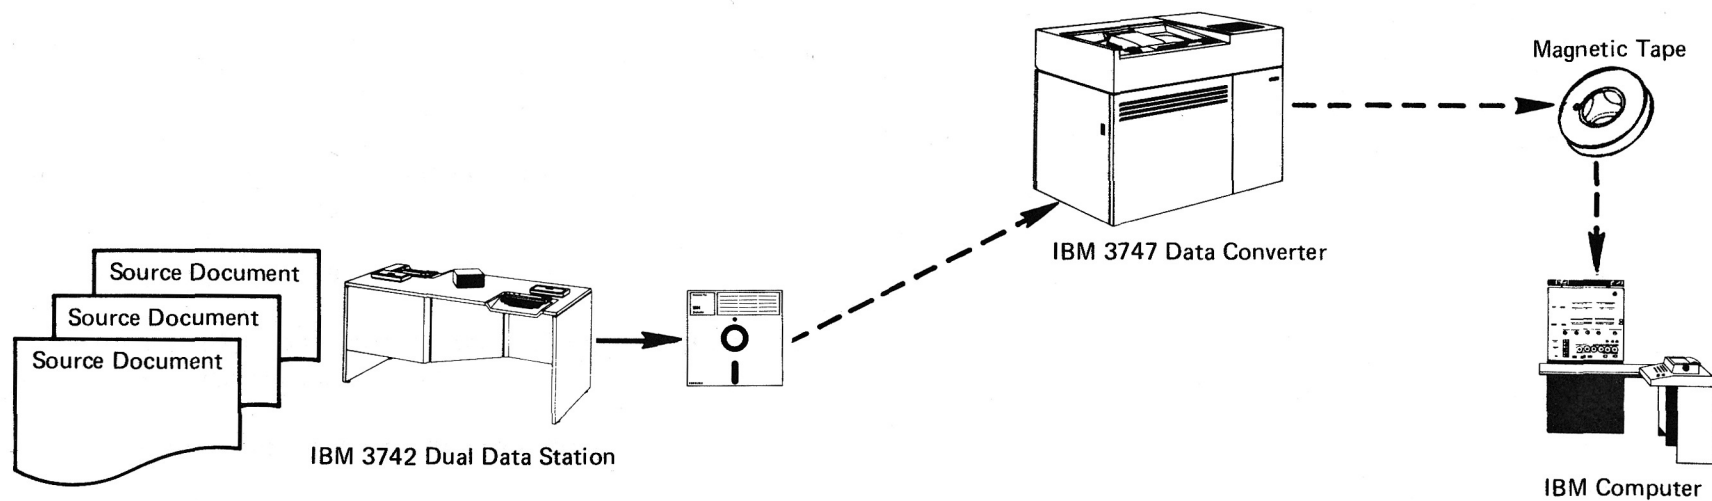 Magnetic Tape
IBM 3747 Data Converter
Source Document
Source Document
Source Document
IBM 3742 Dual Data Station
IBM Computer